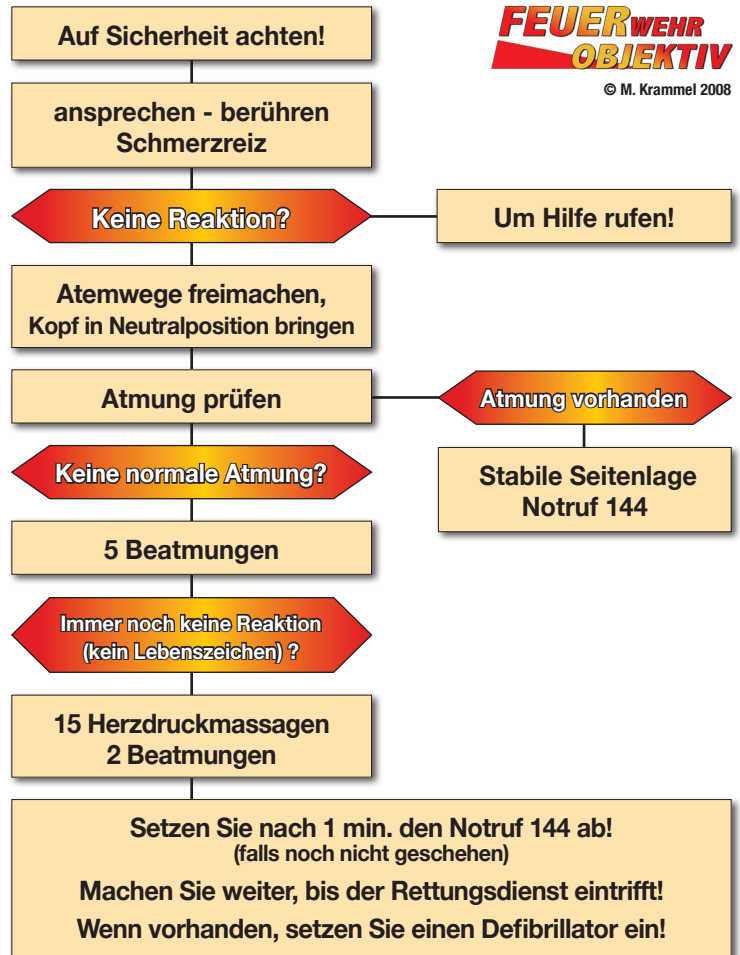 Auf Sicherheit achten!
FEUERWEHR
OBJEKTIV
© M. Krammel 2008
ansprechen - berühren
Schmerzreiz
Keine Reaktion?
Um Hilfe rufen!
Atemwege freimachen,
Kopf in Neutralposition bringen
Atmung prüfen
Atmung vorhanden
Keine normale Atmung?
Stabile Seitenlage
Notruf 144
5 Beatmungen
Immer noch keine Reaktion
(kein Lebenszeichen) ?
15 Herzdruckmassagen
2 Beatmungen
Setzen Sie nach 1 min. den Notruf 144 ab!
(falls noch nicht geschehen)
Machen Sie weiter, bis der Rettungsdienst eintrifft!
Wenn vorhanden, setzen Sie einen Defibrillator ein!